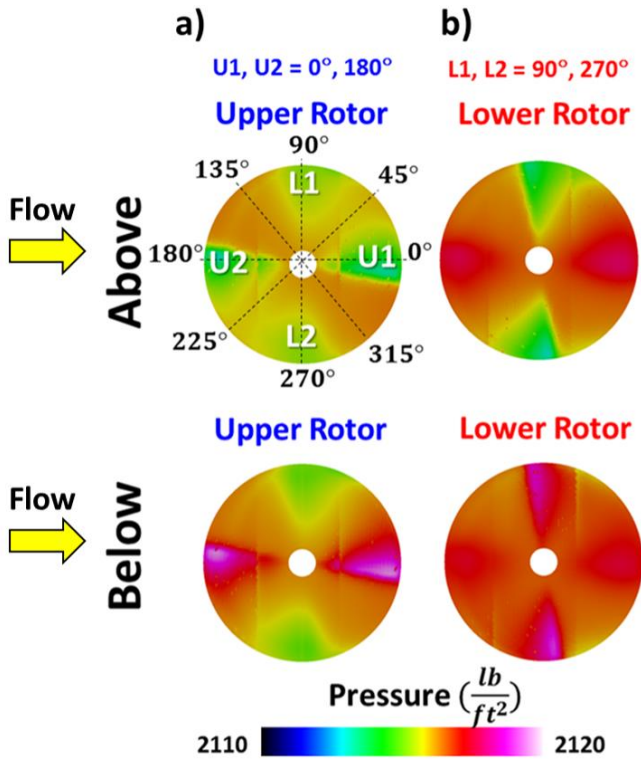 a)
b)
U1, U2 = 0°, 180°
L1, L2 = 90°, 270°
Upper Rotor
Lower Rotor
90°
135°
45°
L1
Flow
Above
180°
U2
U1
0°
L2
225°
315°
270°
Upper Rotor
Lower Rotor
Flow
Below
Pressure (lb/ft²)
2110
2120